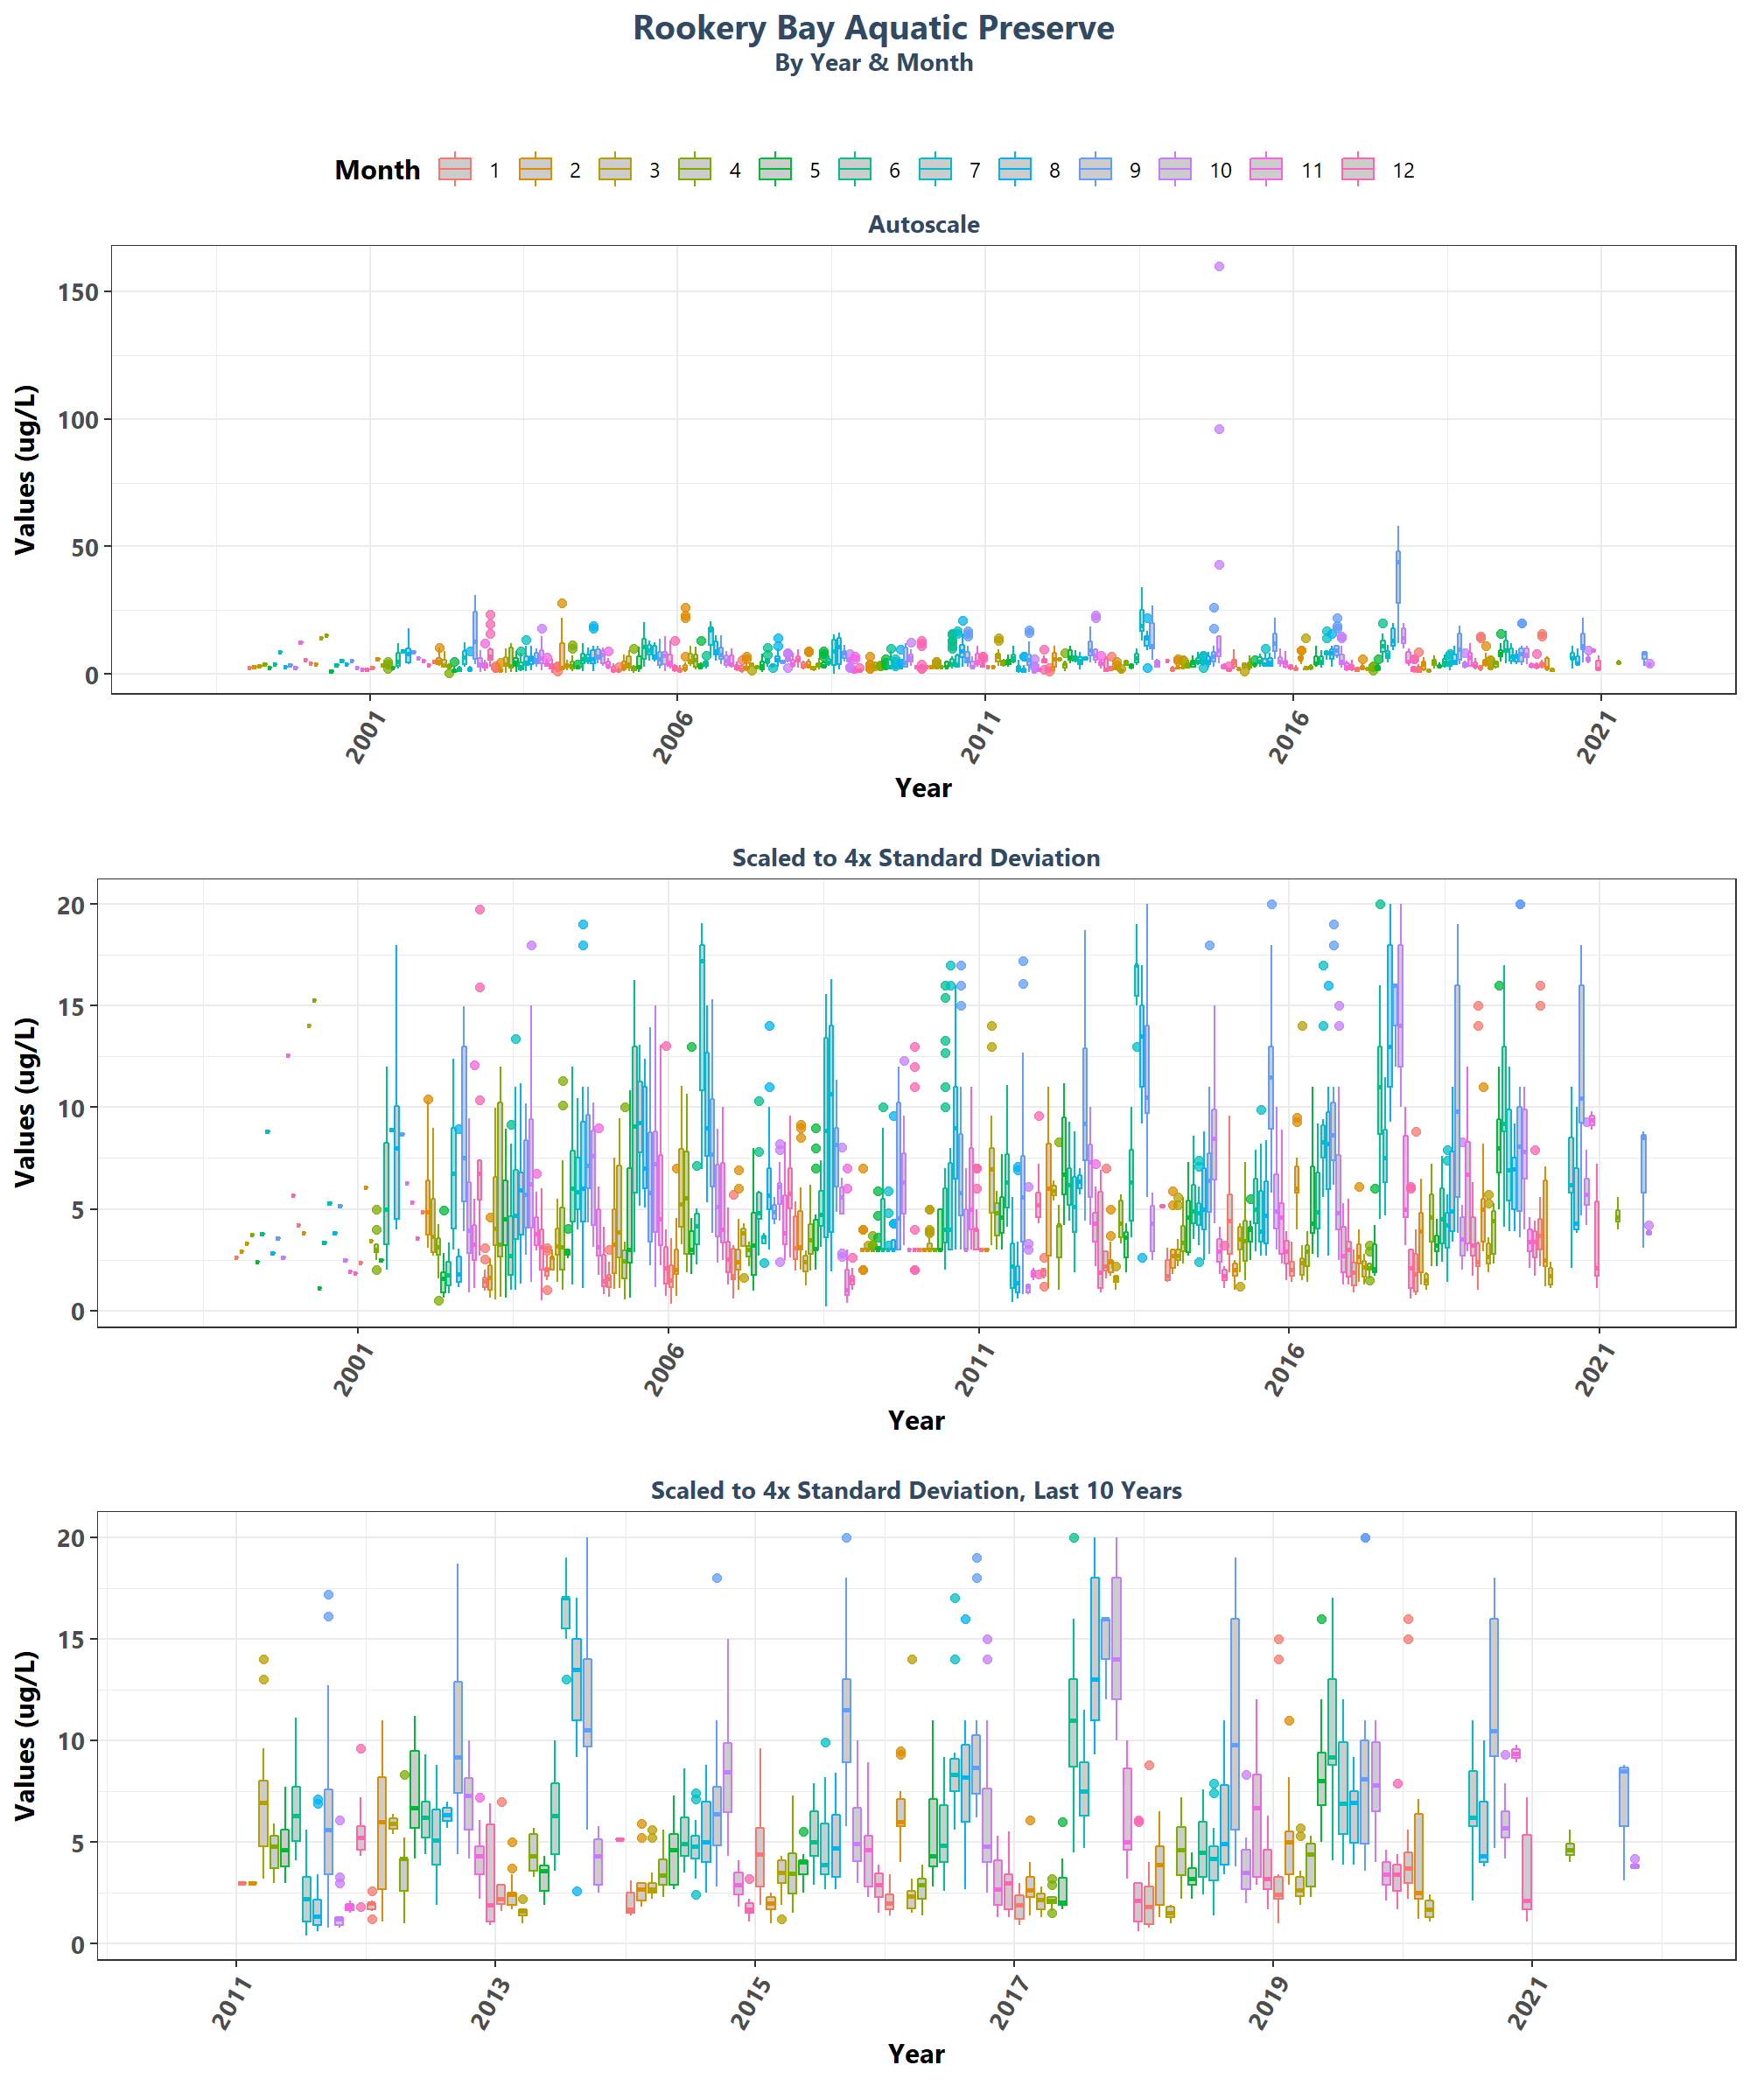 Rookery Bay Aquatic Preserve
By Year & Month
Month 1 2 3 4 5 6 7 8 9 10 11 12
Autoscale
Values (ug/L)
150
100
50
0
2001 2006 2011 2016 2021
Year
Scaled to 4x Standard Deviation
Values (ug/L)
20
15
10
5
0
2001 2006 2011 2016 2021
Year
Scaled to 4x Standard Deviation, Last 10 Years
Values (ug/L)
20
15
10
5
0
2011 2013 2015 2017 2019 2021
Year